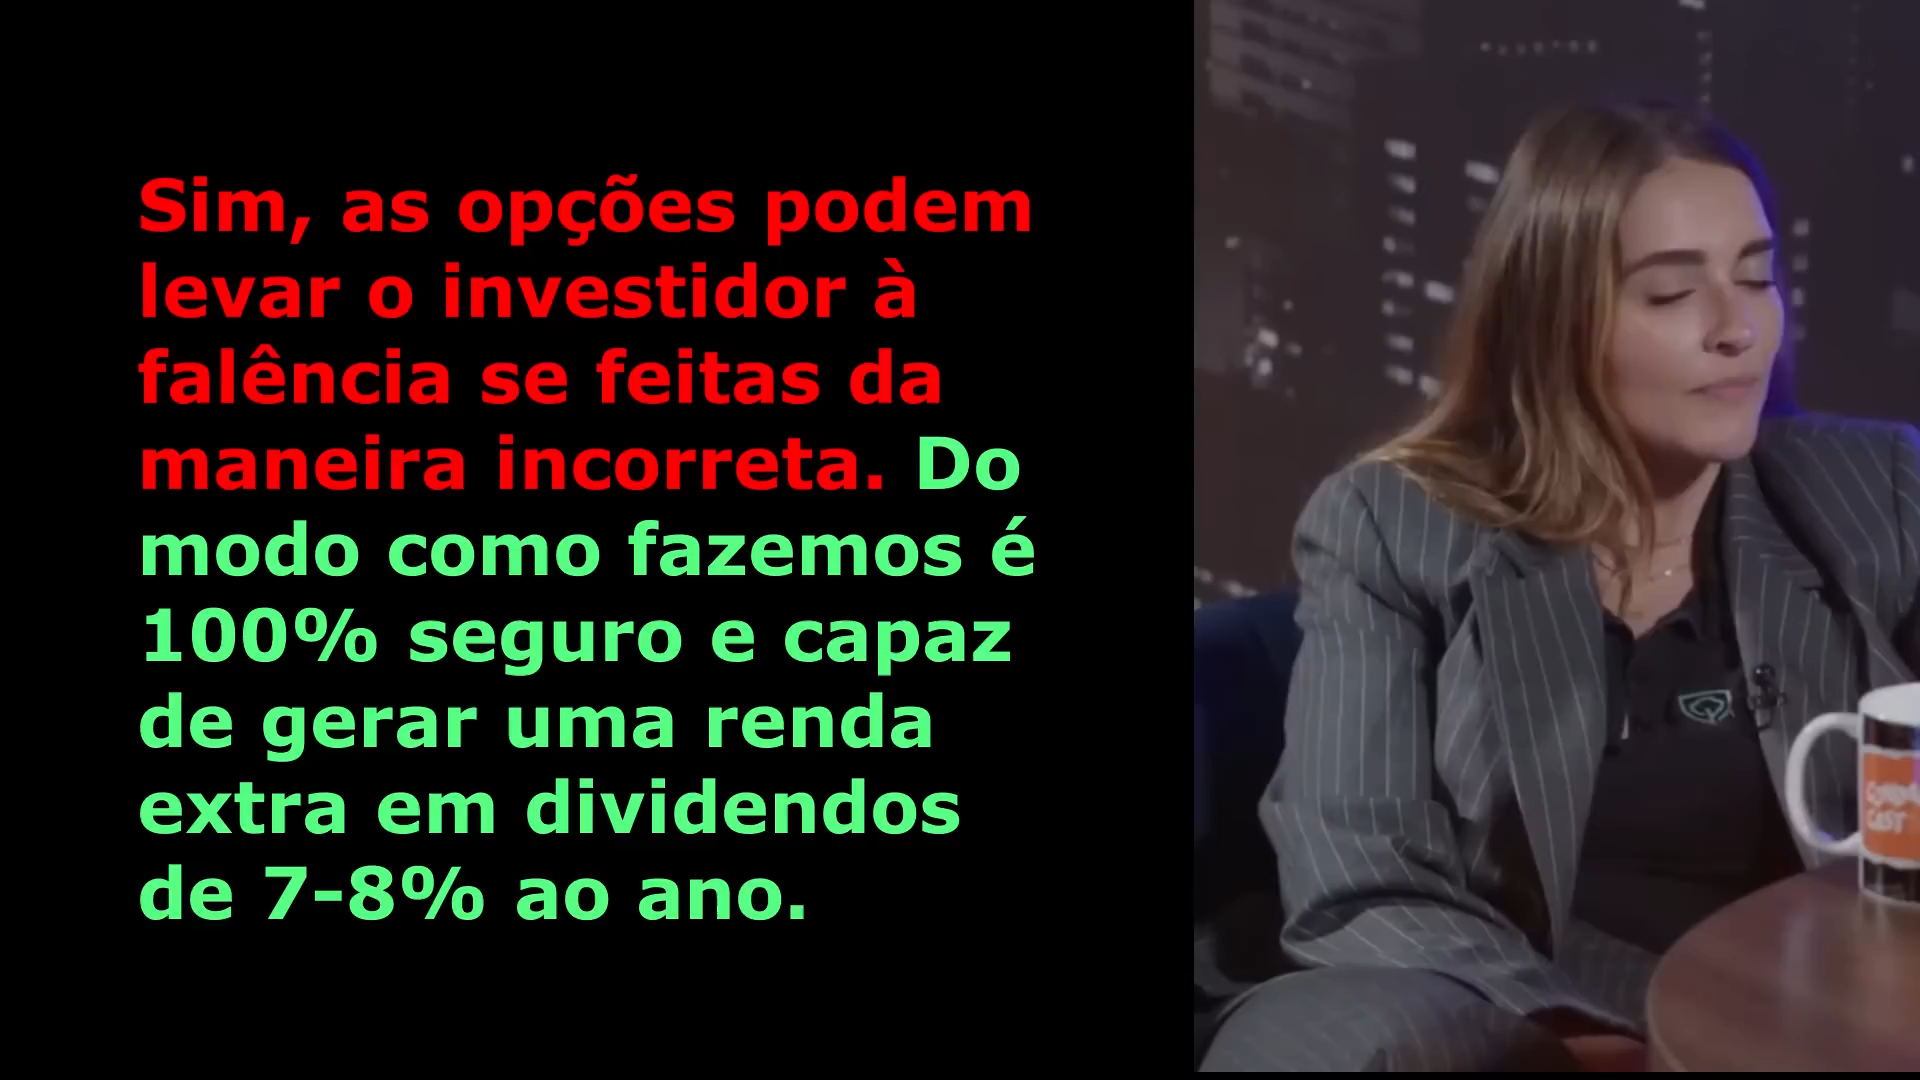 Sim, as opções podem
levar o investidor à
falência se feitas da
maneira incorreta. Do
modo como fazemos é
100% seguro e capaz
de gerar uma renda
extra em dividendos
de 7-8% ao ano.
CAST